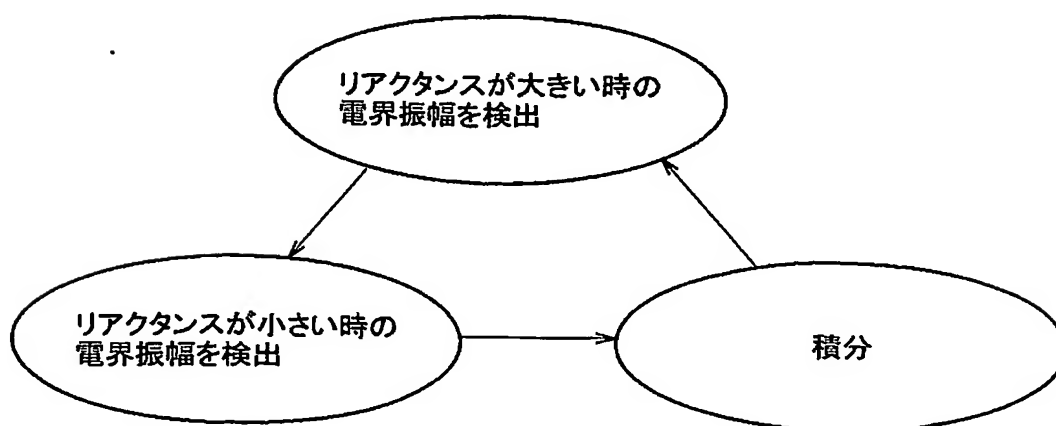 リアクタンスが大きい時の
電界振幅を検出
リアクタンスが小さい時の
電界振幅を検出
積分